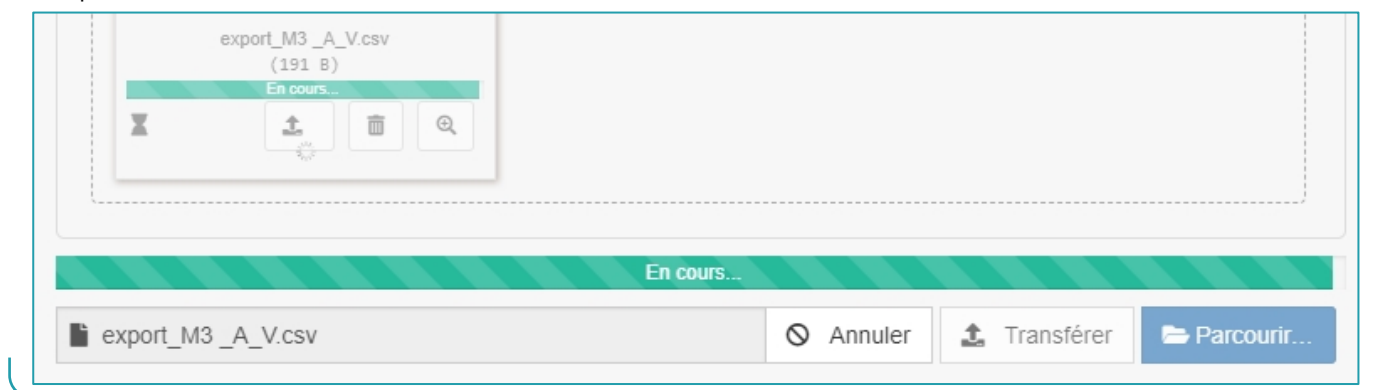 export_M3 _A_V.csv
(191 B)
En cours...
En cours...
export_M3 _A_V.csv
Annuler
Transférer
Parcourir...